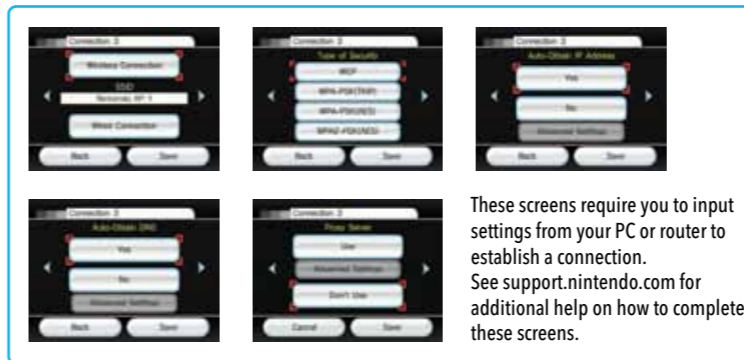 Connection 3
Wireless Connection
SSID
Nintendo AP 1
Wired Connection
Back Save
Connection 3
Type of Security
WEP
WPA-PSK(TKIP)
WPA-PSK(AES)
WPA2-PSK(AES)
Back Save
Connection 3
Auto-Obtain IP Address
Yes
No
Advanced Settings
Back Save
Connection 3
Auto-Obtain DNS
Yes
No
Advanced Settings
Back Save
Connection 3
Proxy Server
Use
Advanced Settings
Don't Use
Cancel Save
These screens require you to input
settings from your PC or router to
establish a connection.
See support.nintendo.com for
additional help on how to complete
these screens.